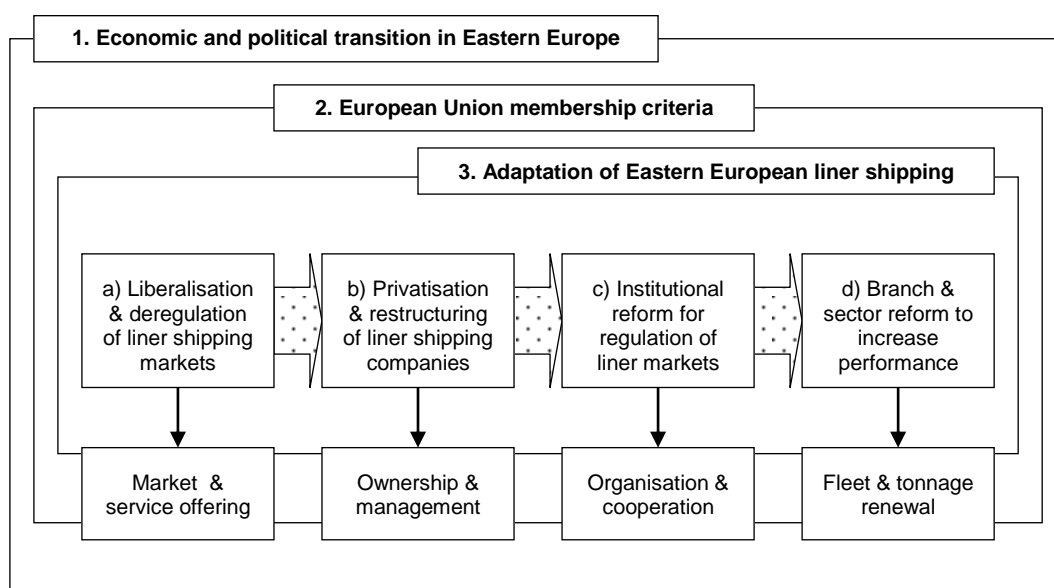 1. Economic and political transition in Eastern Europe
2. European Union membership criteria
3. Adaptation of Eastern European liner shipping
a) Liberalisation
& deregulation
of liner shipping
markets
b) Privatisation
& restructuring
of liner shipping
companies
c) Institutional
reform for
regulation of
liner markets
d) Branch &
sector reform to
increase
performance
Market &
service offering
Ownership &
management
Organisation &
cooperation
Fleet & tonnage
renewal